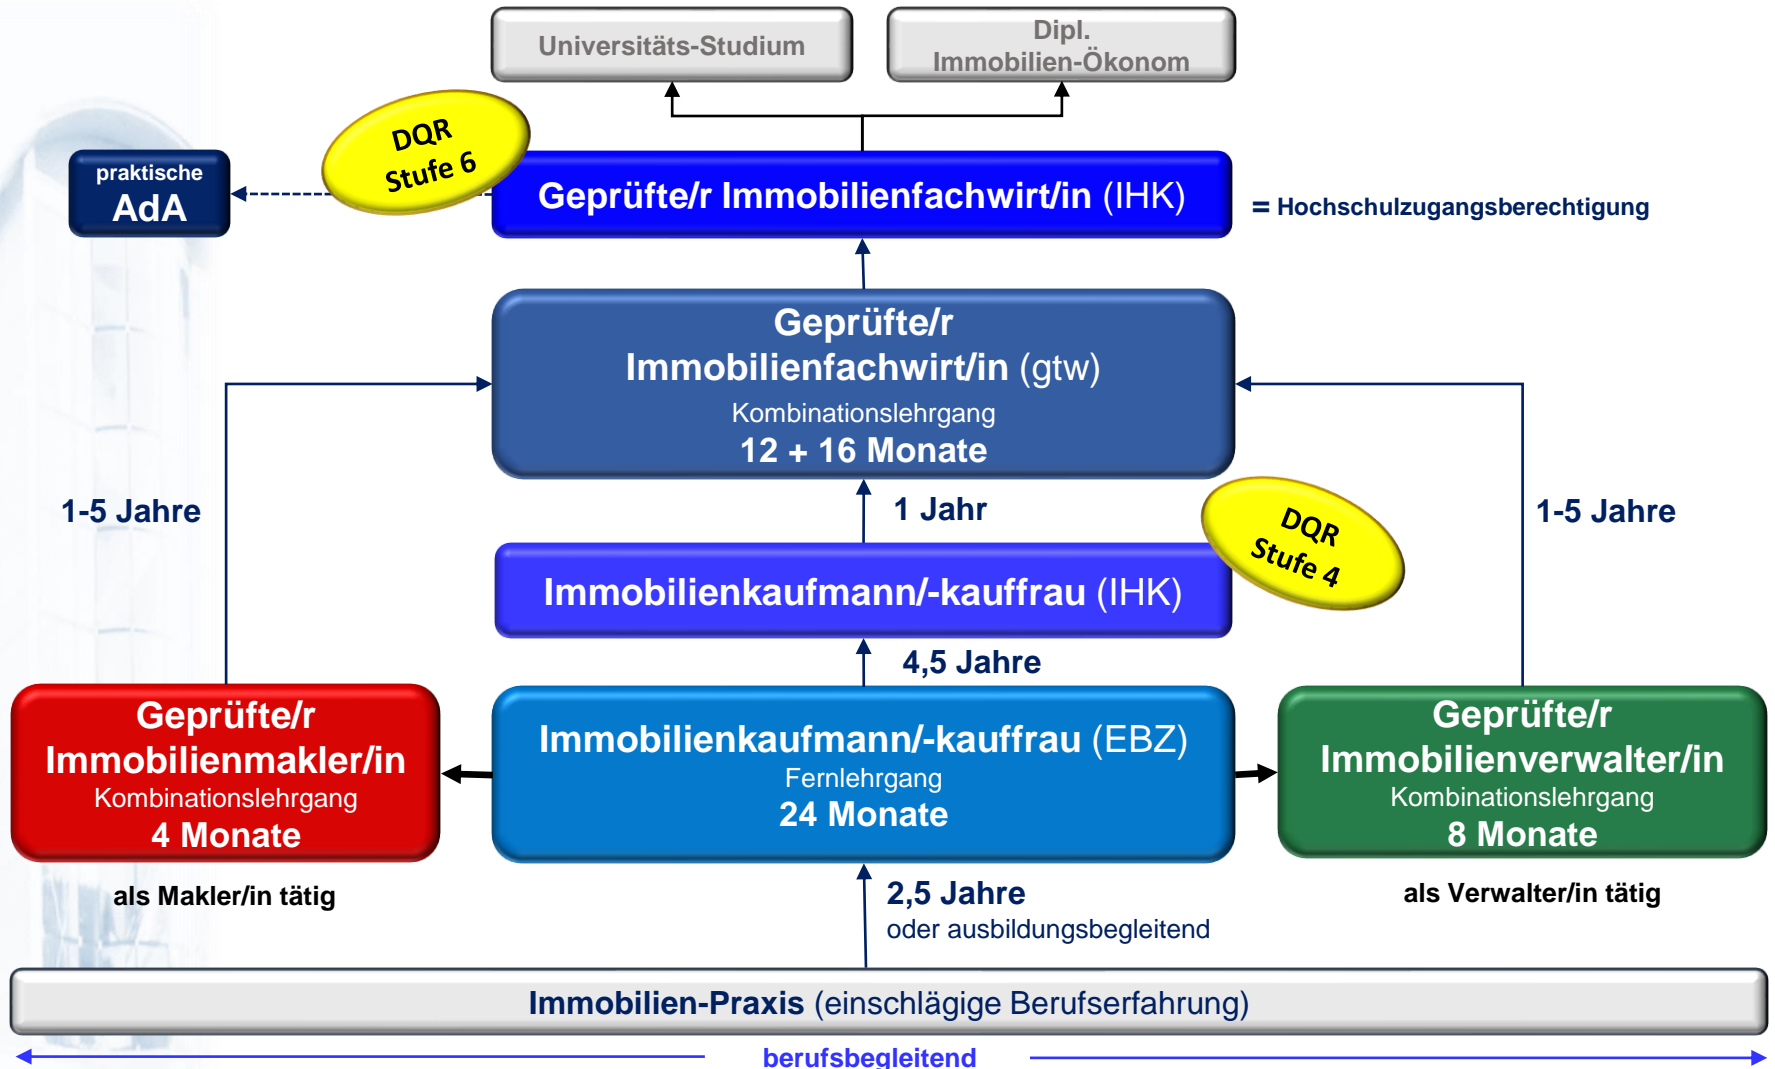 Universitäts-Studium
Dipl.
Immobilien-Ökonom
DQR
Stufe 6
praktische
AdA
Geprüfte/r Immobilienfachwirt/in (IHK)
= Hochschulzugangsberechtigung
Geprüfte/r
Immobilienfachwirt/in (gtw)
Kombinationslehrgang
12 + 16 Monate
1-5 Jahre
1 Jahr
DQR
Stufe 4
1-5 Jahre
Immobilienkaufmann/-kauffrau (IHK)
4,5 Jahre
Geprüfte/r
Immobilienmakler/in
Kombinationslehrgang
4 Monate
Immobilienkaufmann/-kauffrau (EBZ)
Fernlehrgang
24 Monate
Geprüfte/r
Immobilienverwalter/in
Kombinationslehrgang
8 Monate
als Makler/in tätig
2,5 Jahre
oder ausbildungsbegleitend
als Verwalter/in tätig
Immobilien-Praxis (einschlägige Berufserfahrung)
berufsbegleitend